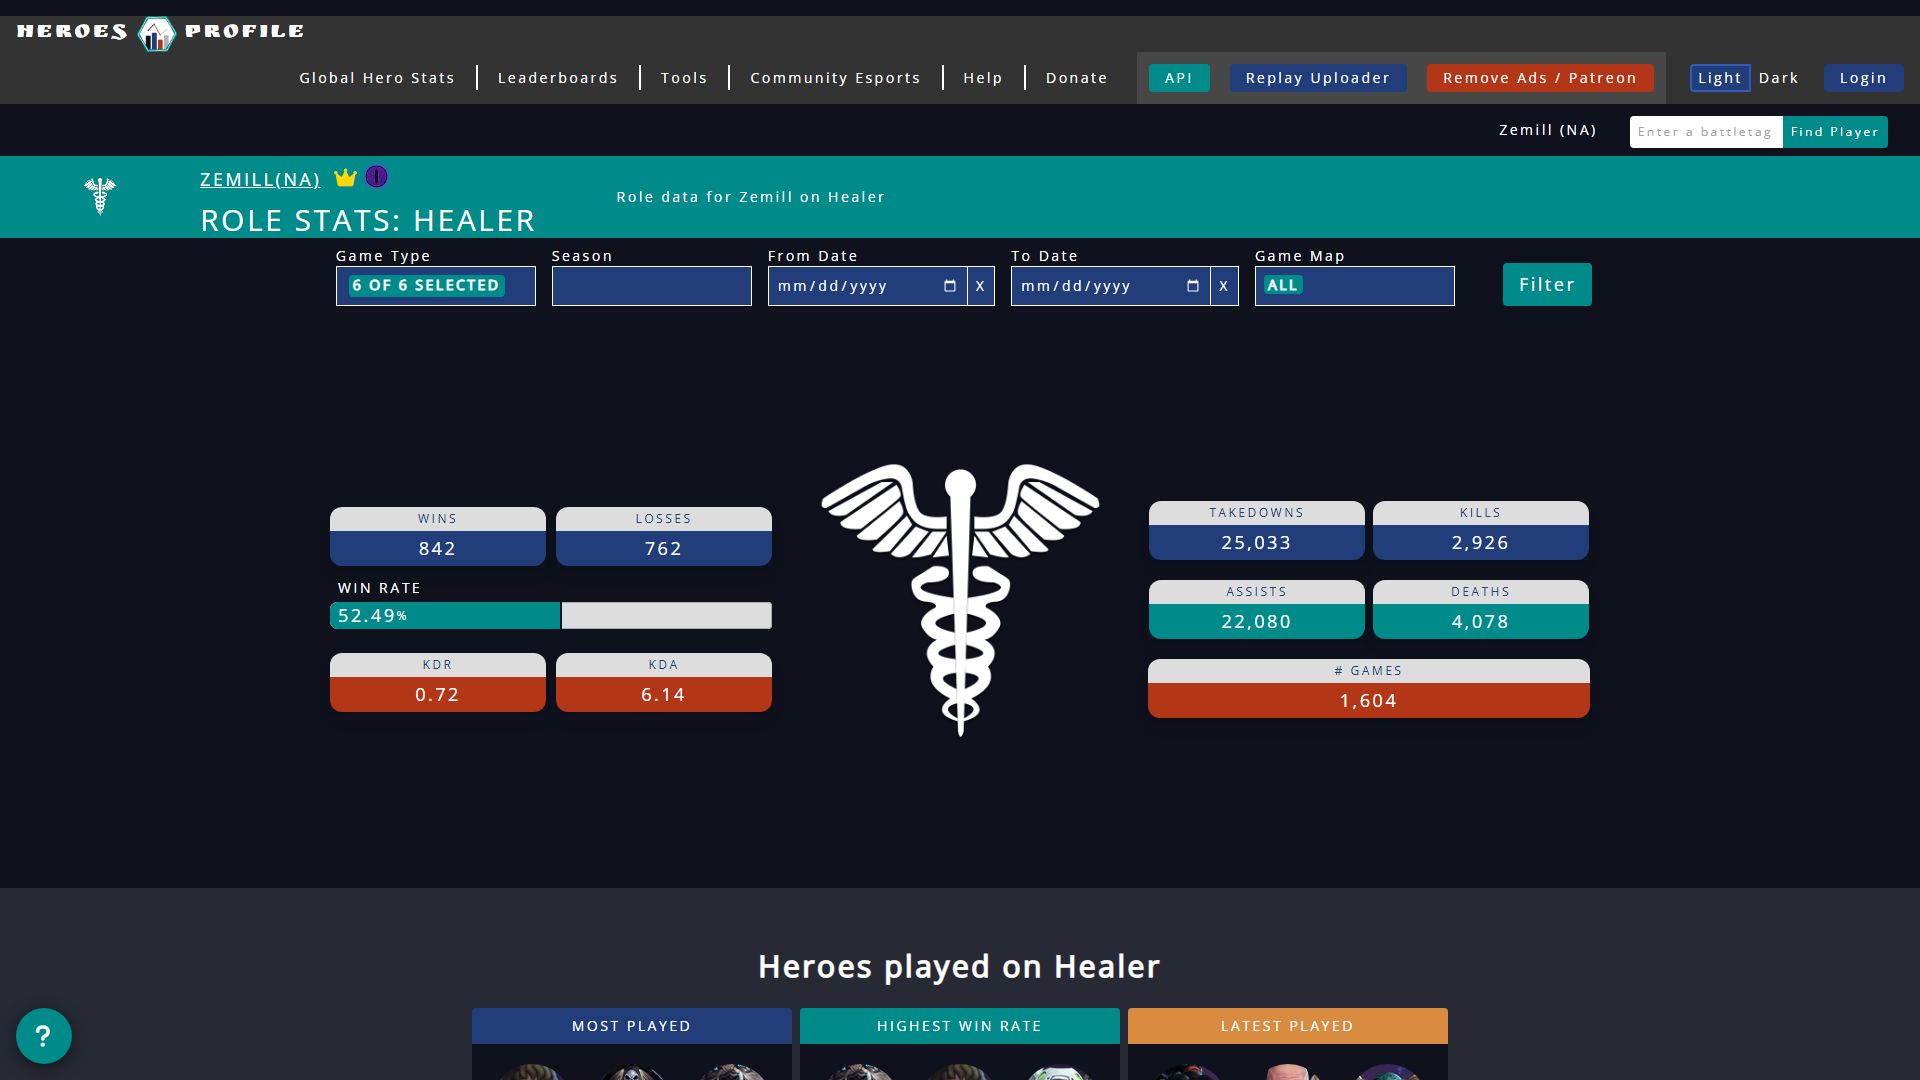 HEROES PROFILE
Global Hero Stats
Leaderboards
Tools
Community Esports
Help
Donate
API
Replay Uploader
Remove Ads / Patreon
Light
Dark
Login
Zemill (NA)
Enter a battletag
Find Player
ZEMILL(NA)
ROLE STATS: HEALER
Role data for Zemill on Healer
Game Type
Season
From Date
To Date
Game Map
6 OF 6 SELECTED
mm/dd/yyyy
X
mm/dd/yyyy
X
ALL
Filter
WINS
842
LOSSES
762
WIN RATE
52.49%
KDR
0.72
KDA
6.14
TAKEDOWNS
25,033
KILLS
2,926
ASSISTS
22,080
DEATHS
4,078
# GAMES
1,604
Heroes played on Healer
MOST PLAYED
HIGHEST WIN RATE
LATEST PLAYED
?